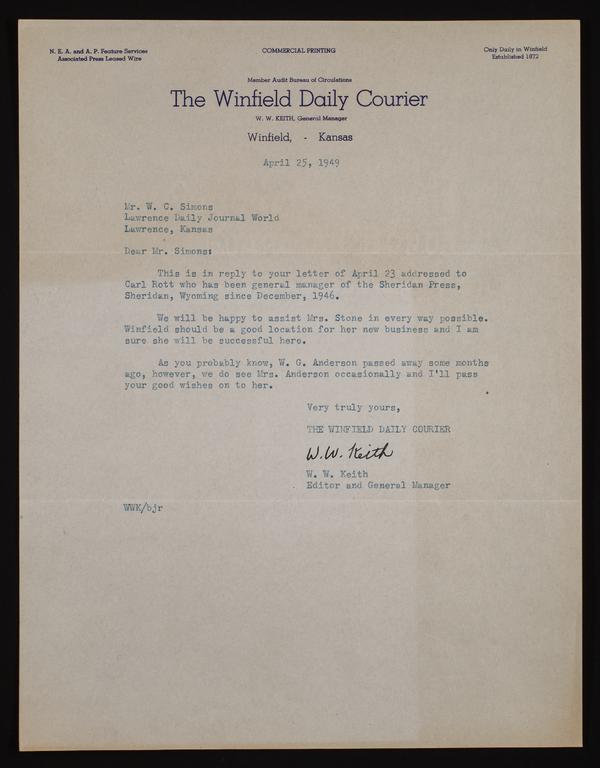 N. E. A. and A. P. Feature Services
Associated Press Leased Wire
COMMERCIAL PRINTING
Only Daily in Winfield
Established 1872
Member Audit Bureau of Circulations
The Winfield Daily Courier
W. W. KEITH, General Manager
Winfield, - Kansas
April 25, 1949
Mr. W. C. Simons
Lawrence Daily Journal World
Lawrence, Kansas
Dear Mr. Simons:
This is in reply to your letter of April 23 addressed to
Carl Rott who has been general manager of the Sheridan Press,
Sheridan, Wyoming since December, 1946.
We will be happy to assist Mrs. Stone in every way possible.
Winfield should be a good location for her new business and I am
sure she will be successful here.
As you probably know, W. G. Anderson passed away some months
ago, however, we do see Mrs. Anderson occasionally and I'll pass
your good wishes on to her.
Very truly yours,
THE WINFIELD DAILY COURIER
W. W. Keith
W. W. Keith
Editor and General Manager
WWK/bjr